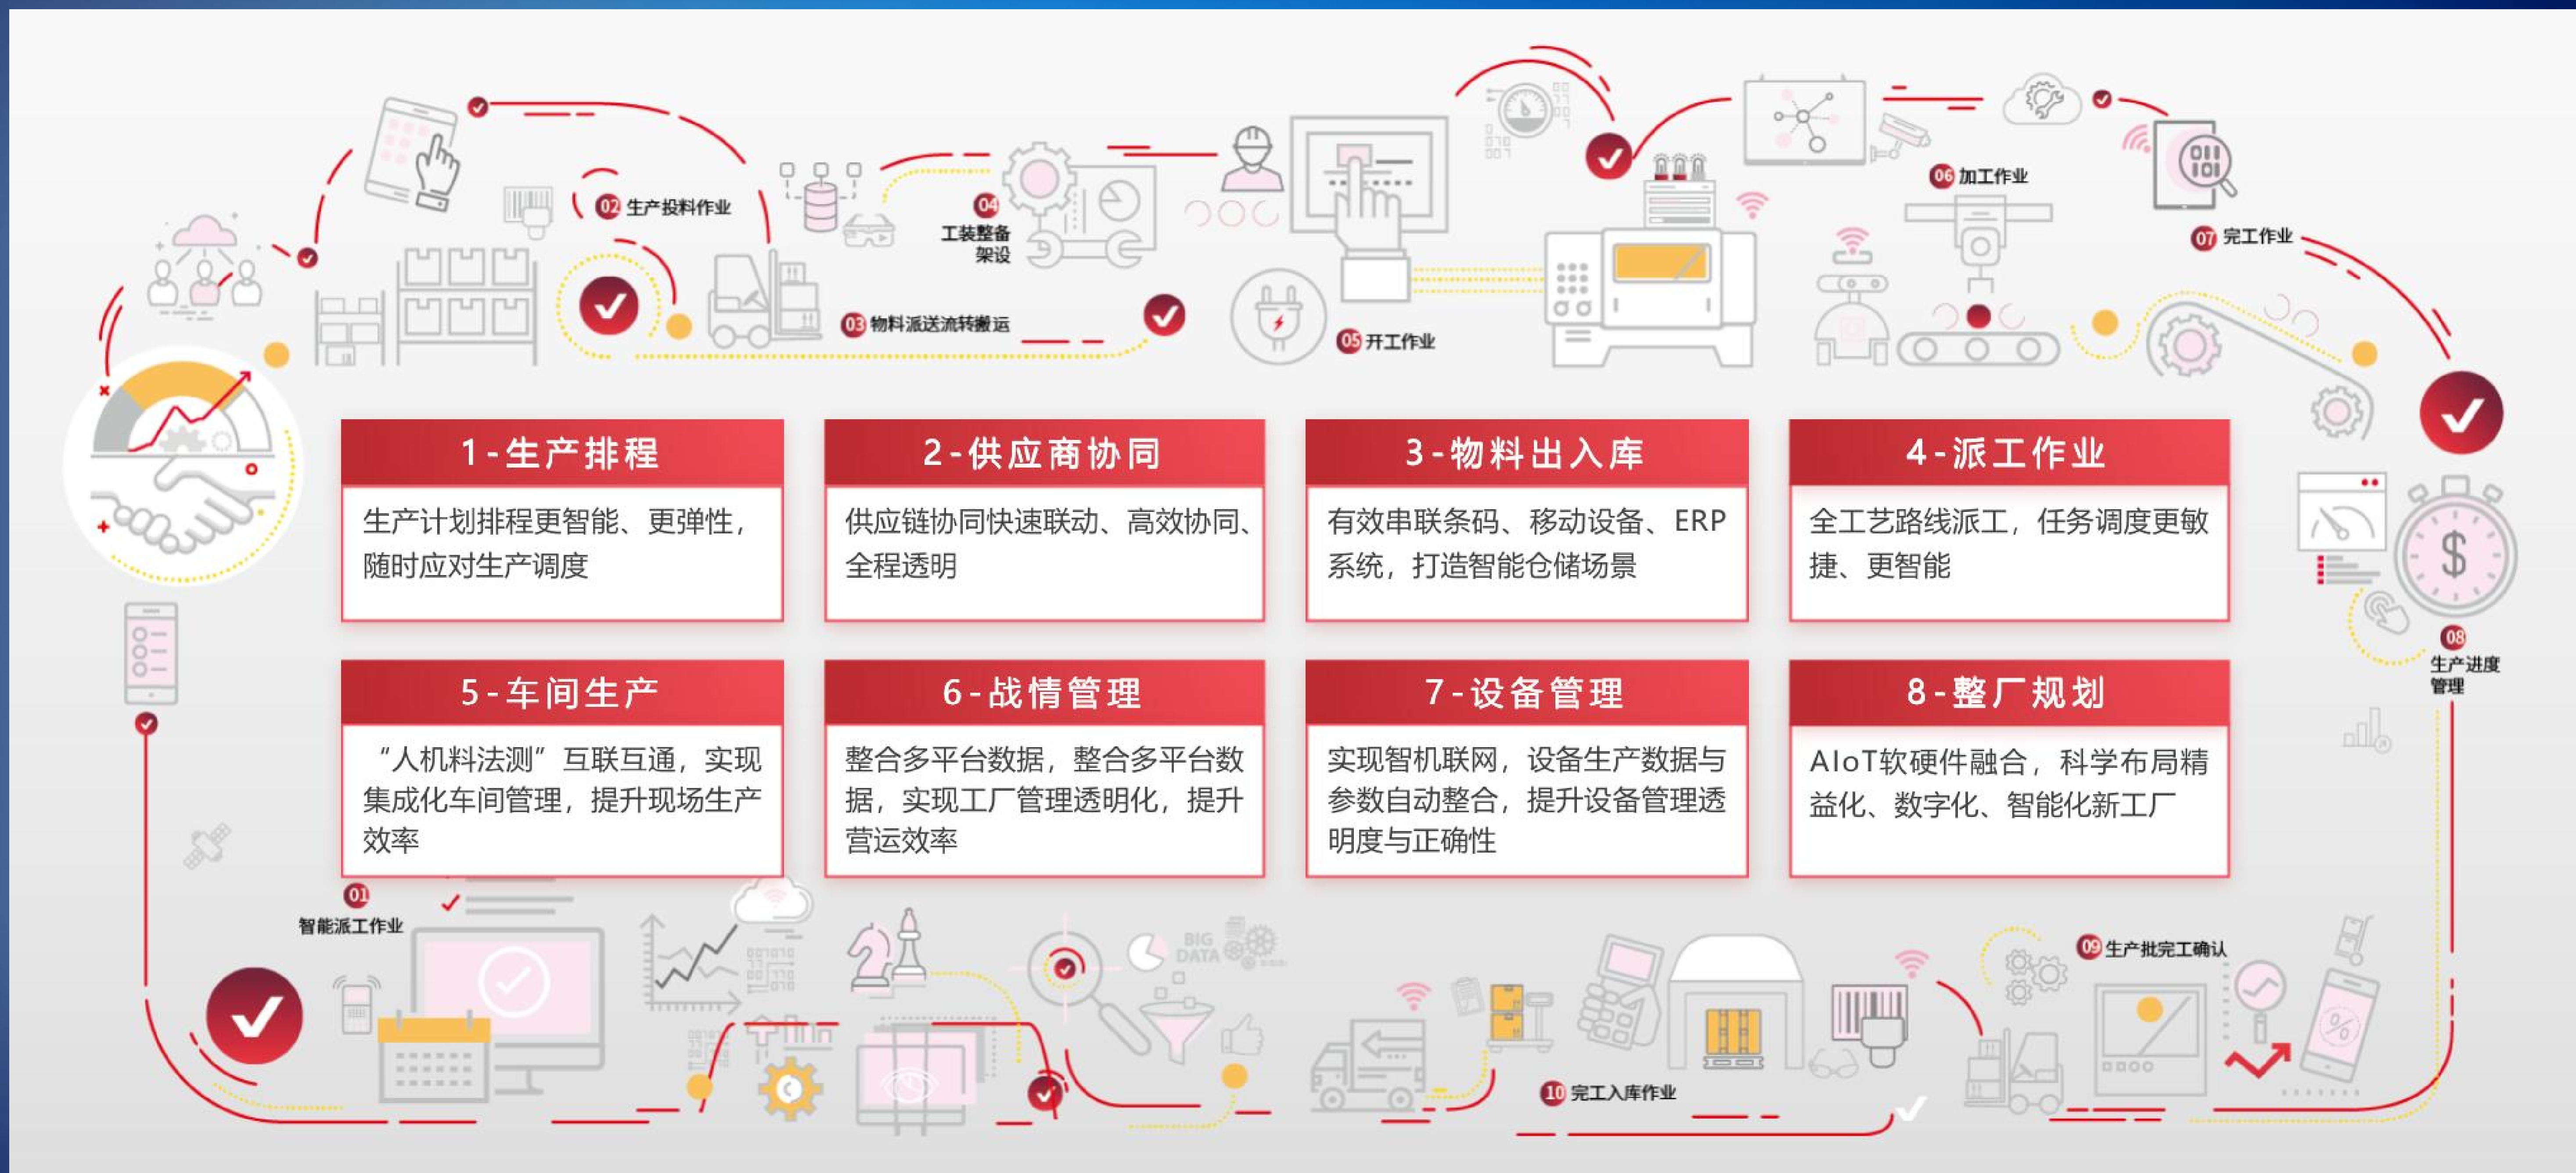 02 生产投料作业
04
工装整备
架设
03 物料派送流转搬运
05 开工作业
06 加工作业
07 完工作业
1-生产排程
生产计划排程更智能、更弹性，
随时应对生产调度
2-供应商协同
供应链协同快速联动、高效协同、
全程透明
3-物料出入库
有效串联条码、移动设备、ERP
系统，打造智能仓储场景
4-派工作业
全工艺路线派工，任务调度更敏
捷、更智能
08
生产进度
管理
5-车间生产
“人机料法测”互联互通，实现
集成化车间管理，提升现场生产
效率
6-战情管理
整合多平台数据，整合多平台数
据，实现工厂管理透明化，提升
营运效率
7-设备管理
实现智机联网，设备生产数据与
参数自动整合，提升设备管理透
明度与正确性
8-整厂规划
AIoT软硬件融合，科学布局精
益化、数字化、智能化新工厂
01
智能派工作业
BIG
DATA
10 完工入库作业
09 生产批完工确认